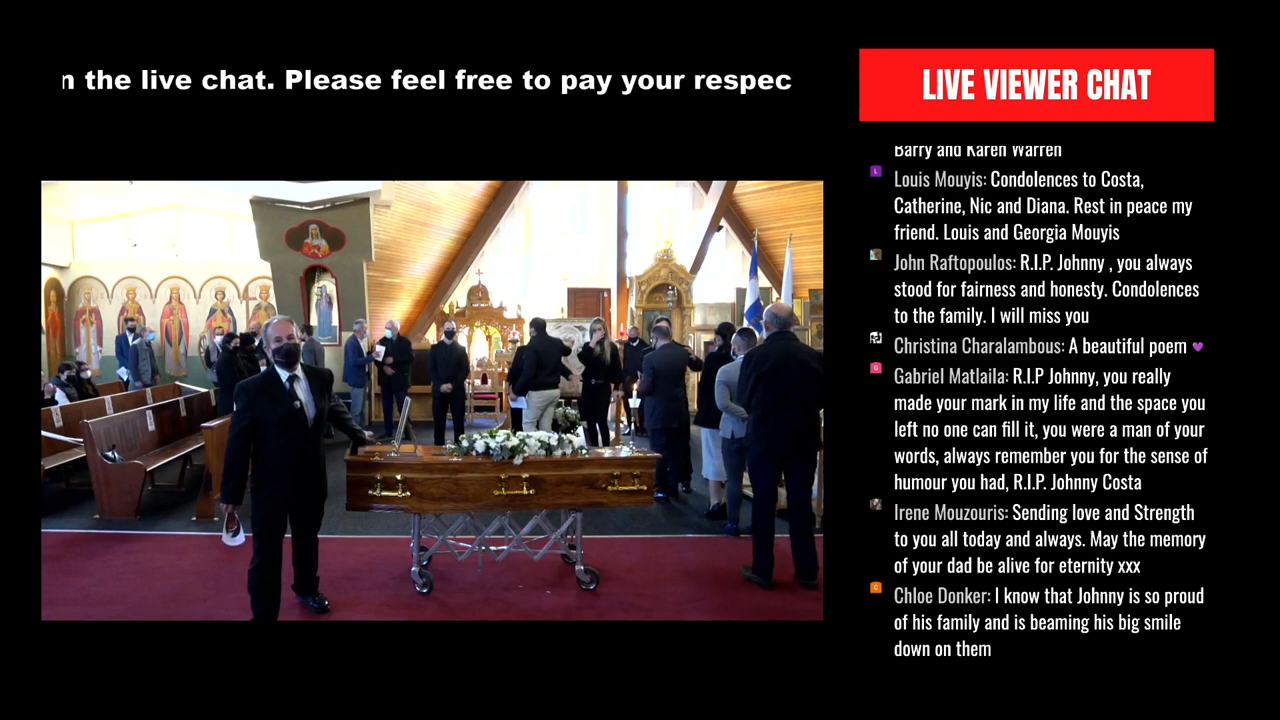 n the live chat. Please feel free to pay your respec
LIVE VIEWER CHAT
Barry and Karen Warren
Louis Mouyis: Condolences to Costa,
Catherine, Nic and Diana. Rest in peace my
friend. Louis and Georgia Mouyis
John Raftopoulos: R.I.P. Johnny , you always
stood for fairness and honesty. Condolences
to the family. I will miss you
Christina Charalambous: A beautiful poem 💜
Gabriel Matlaila: R.I.P Johnny, you really
made your mark in my life and the space you
left no one can fill it, you were a man of your
words, always remember you for the sense of
humour you had, R.I.P. Johnny Costa
Irene Mouzouris: Sending love and Strength
to you all today and always. May the memory
of your dad be alive for eternity xxx
Chloe Donker: I know that Johnny is so proud
of his family and is beaming his big smile
down on them